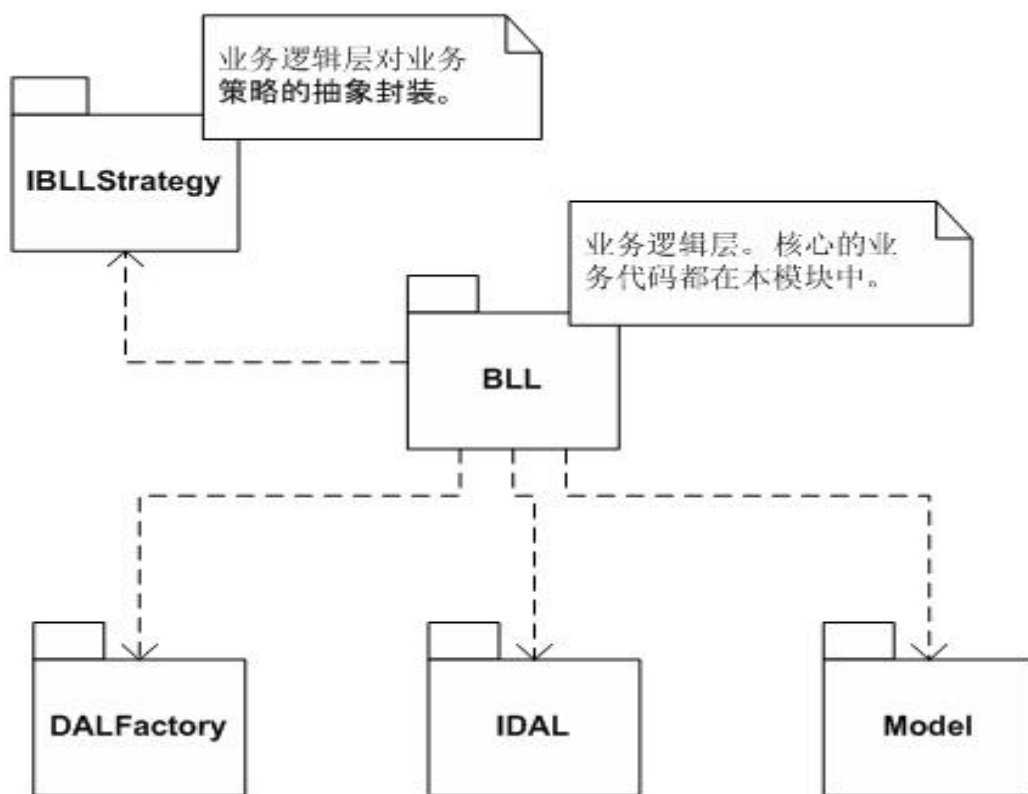 业务逻辑层对业务
策略的抽象封装。
IBLLStrategy
业务逻辑层。核心的业
务代码都在本模块中。
BLL
DALFactory
IDAL
Model